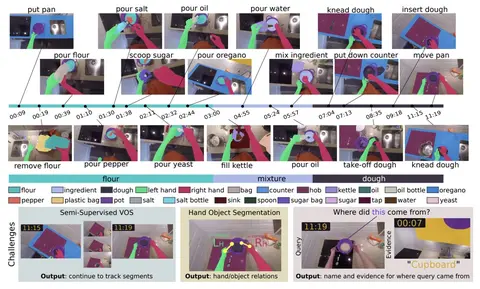 put pan
pour salt
pour oil
pour water
knead dough
insert dough
pour flour
scoop sugar
pour oregano
mix ingredient
put down counter
move pan
00:09
00:19
00:39
01:10
01:30
01:38
02:11
02:32
02:44
03:00
04:55
05:24
05:57
07:04
07:13
08:35
09:18
11:15
11:19
remove flour
pour pepper
pour yeast
fill kettle
pour oil
take-off dough
knead dough
flour
mixture
dough
flour
ingredient
dough
left hand
right hand
bag
counter
hob
kettle
oil
oil bottle
oregano
pepper
plastic bag
pot
salt
salt bottle
sink
spoon
sugar bag
sugar
tap
water
yeast
Challenges
Semi-Supervised VOS
11:15
11:19
Output: continue to track segments
Hand Object Segmentation
LH
RH
Output: hand/object relations
Where did this come from?
Query
11:19
Evidence
00:07
"Cupboard"
Output: name and evidence for where query came from